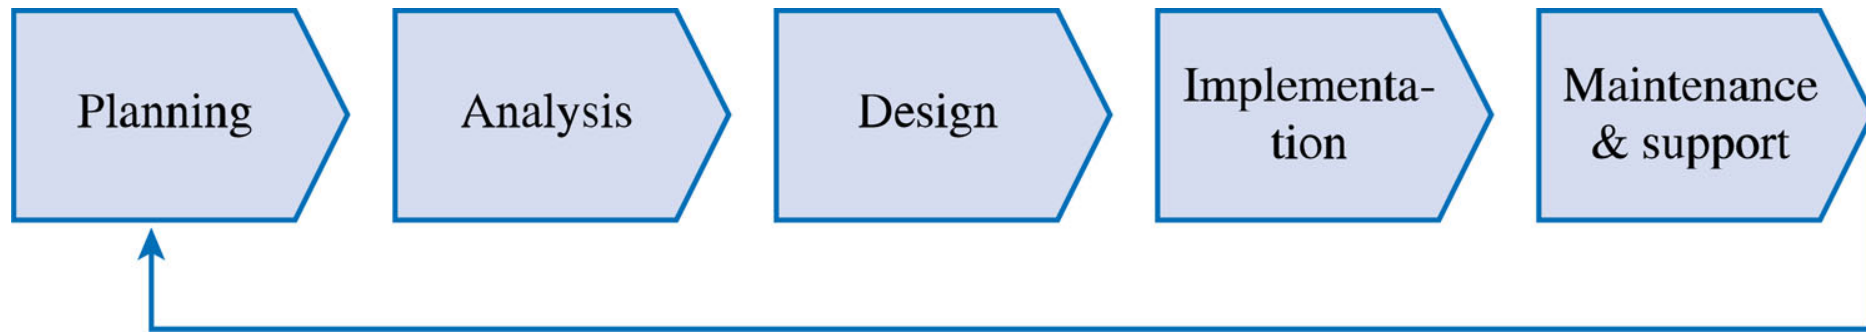 Planning
Analysis
Design
Implementa-
tion
Maintenance
& support